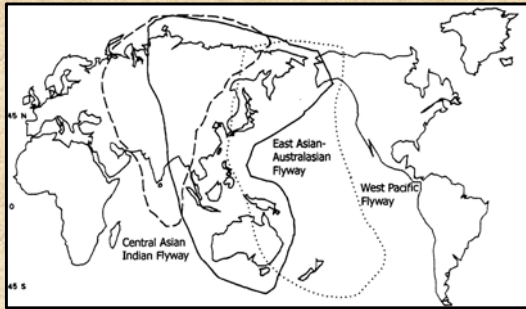 45 N
East Asian-
Australasian
Flyway
West Pacific
Flyway
0
Central Asian
Indian Flyway
45 S